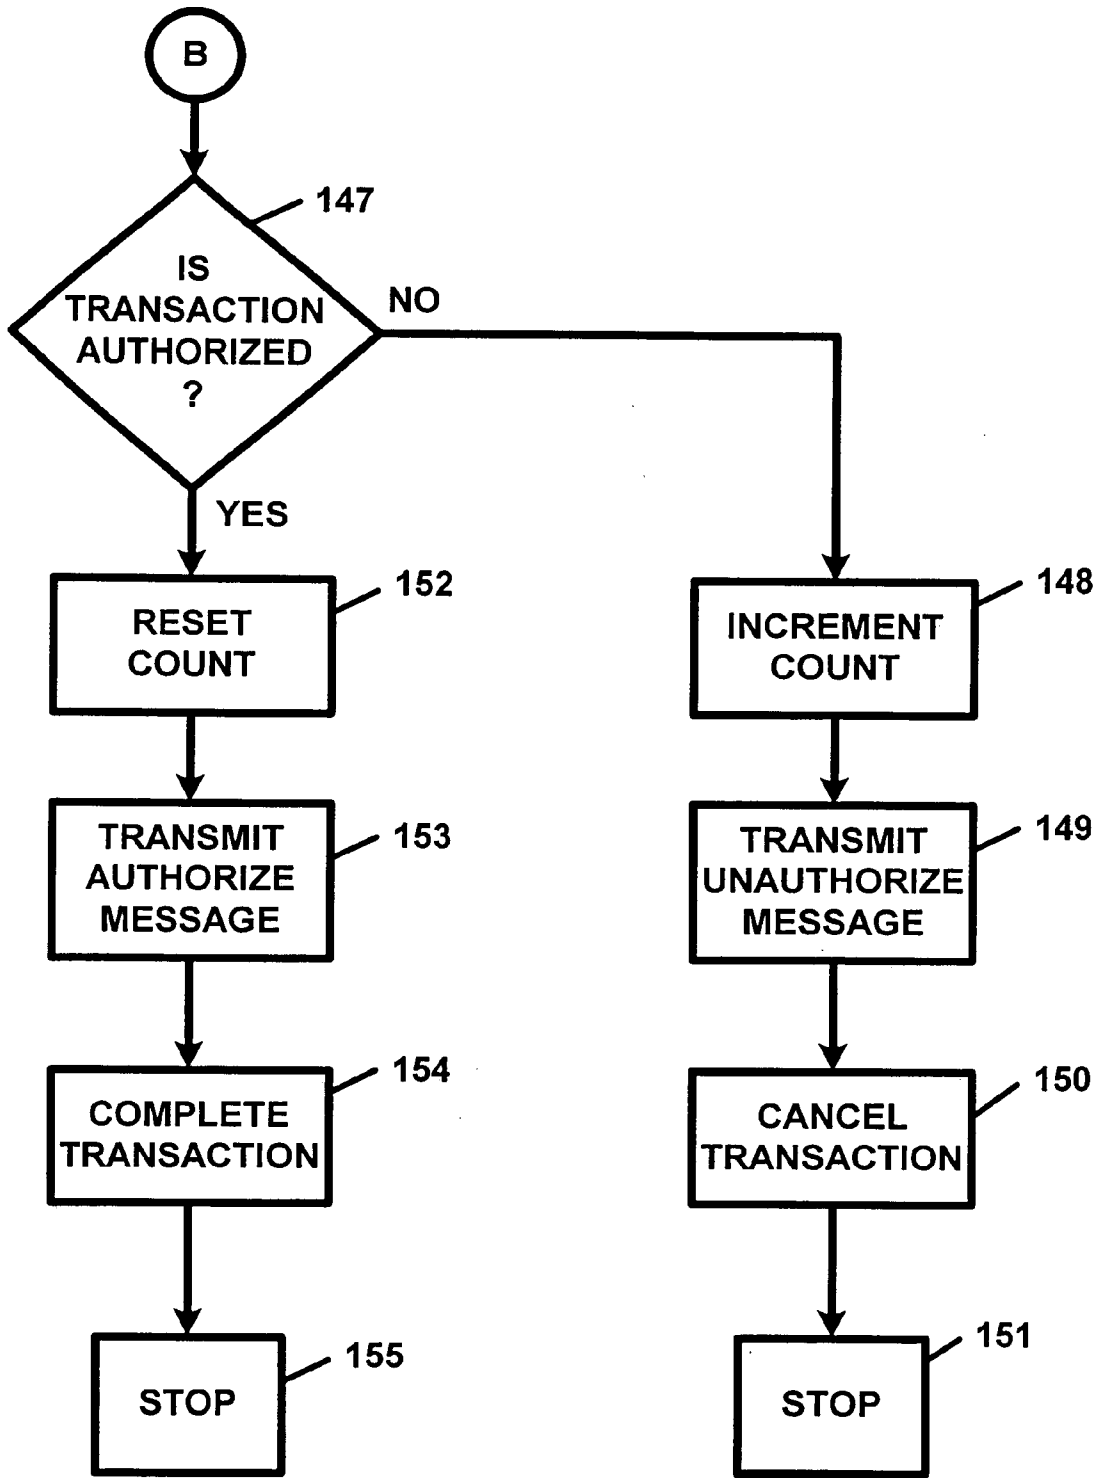 B
147
IS
TRANSACTION
AUTHORIZED
?
NO
YES
152
RESET
COUNT
148
INCREMENT
COUNT
153
TRANSMIT
AUTHORIZE
MESSAGE
149
TRANSMIT
UNAUTHORIZE
MESSAGE
154
COMPLETE
TRANSACTION
150
CANCEL
TRANSACTION
155
STOP
151
STOP